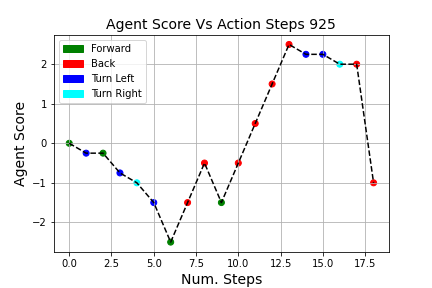 Agent Score Vs Action Steps 925
Forward
Back
Turn Left
Turn Right
Agent Score
2
1
0
−1
−2
0.0 2.5 5.0 7.5 10.0 12.5 15.0 17.5
Num. Steps